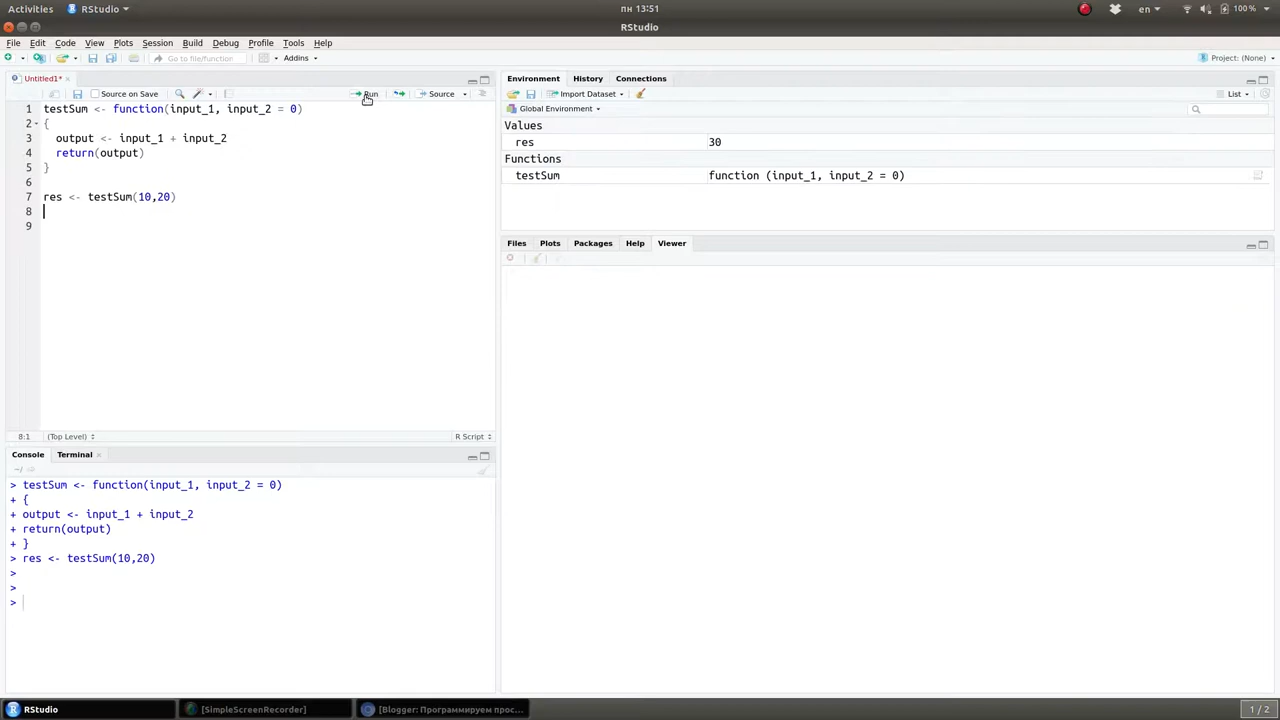 Activities RStudio пн 13:51 en 100%
RStudio
File Edit Code View Plots Session Build Debug Profile Tools Help
Go to file/function Addins Project: (None)
Untitled1*
Source on Save Run Source
1 testSum <- function(input_1, input_2 = 0)
2 {
3 output <- input_1 + input_2
4 return(output)
5 }
6
7 res <- testSum(10,20)
8
9
8:1 (Top Level) R Script
Console Terminal
~/
> testSum <- function(input_1, input_2 = 0)
+ {
+ output <- input_1 + input_2
+ return(output)
+ }
> res <- testSum(10,20)
>
>
>
Environment History Connections
Import Dataset List
Global Environment
Values
res 30
Functions
testSum function (input_1, input_2 = 0)
Files Plots Packages Help Viewer
RStudio [SimpleScreenRecorder] [Blogger: Программируем прос... 1 / 2